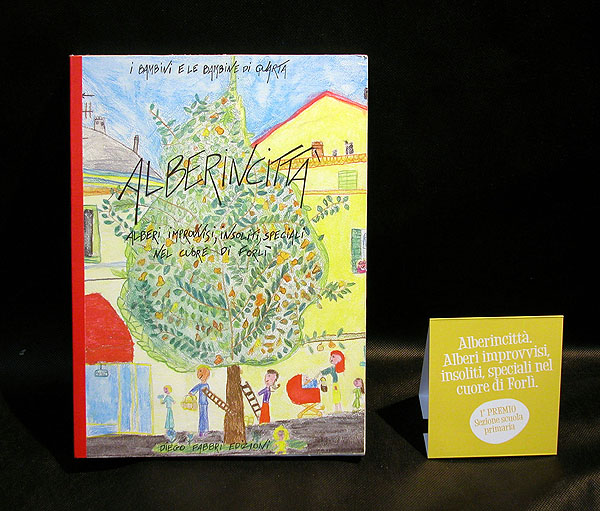 I BAMBINI E LE BAMBINE DI QUARTA
ALBERINCITTÀ
ALBERI IMPROVVISI, INSOLITI, SPECIALI
NEL CUORE DI FORLÌ
DIEGO FABBRI EDIZIONI
Alberincittà.
Alberi improvvisi,
insoliti, speciali nel
cuore di Forlì.
1° PREMIO
Sezione scuola
primaria